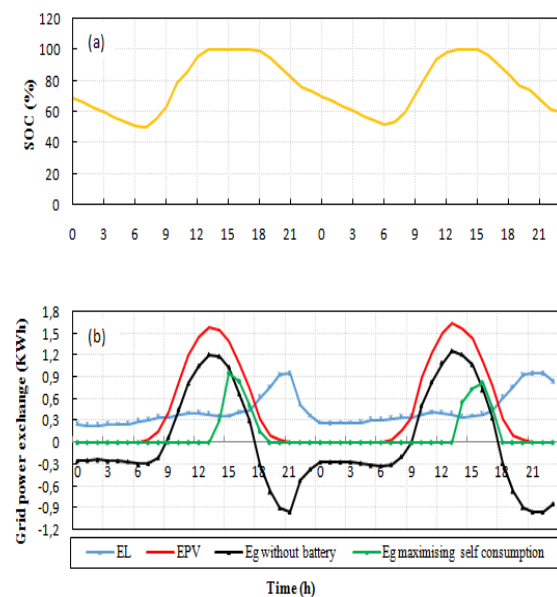 (a)
SOC (%)
120
100
80
60
40
20
0
0 3 6 9 12 15 18 21 0 3 6 9 12 15 18 21
(b)
Grid power exchange (KWh)
1,8
1,5
1,2
0,9
0,6
0,3
0
-0,3
-0,6
-0,9
-1,2
0 3 6 9 12 15 18 21 0 3 6 9 12 15 18 21
EL EPV Eg without battery Eg maximising self consumption
Time (h)